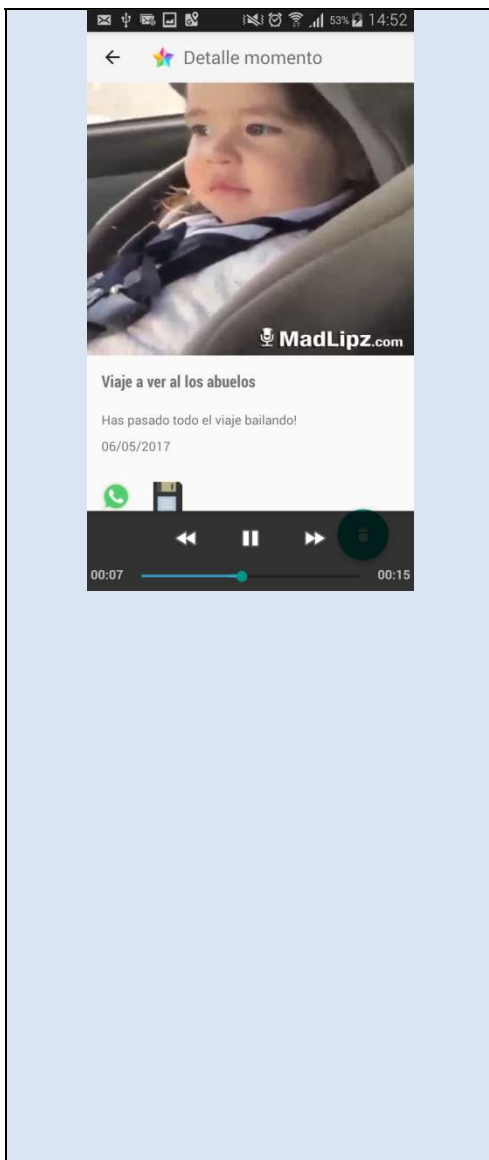 53% 14:52
Detalle momento
MadLipz.com
Viaje a ver al los abuelos
Has pasado todo el viaje bailando!
06/05/2017
00:07 00:15